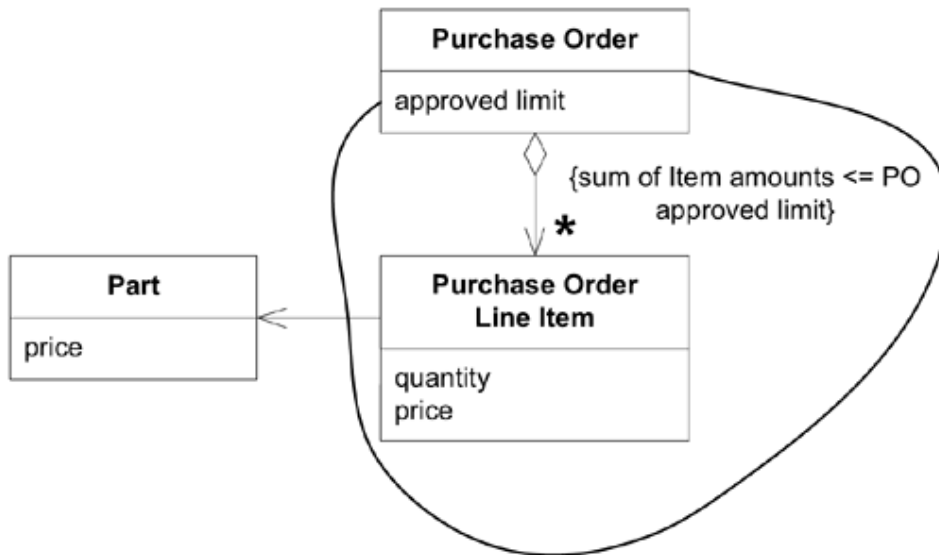 Purchase Order
approved limit
{sum of Item amounts <= PO
approved limit}
*
Part
price
Purchase Order
Line Item
quantity
price